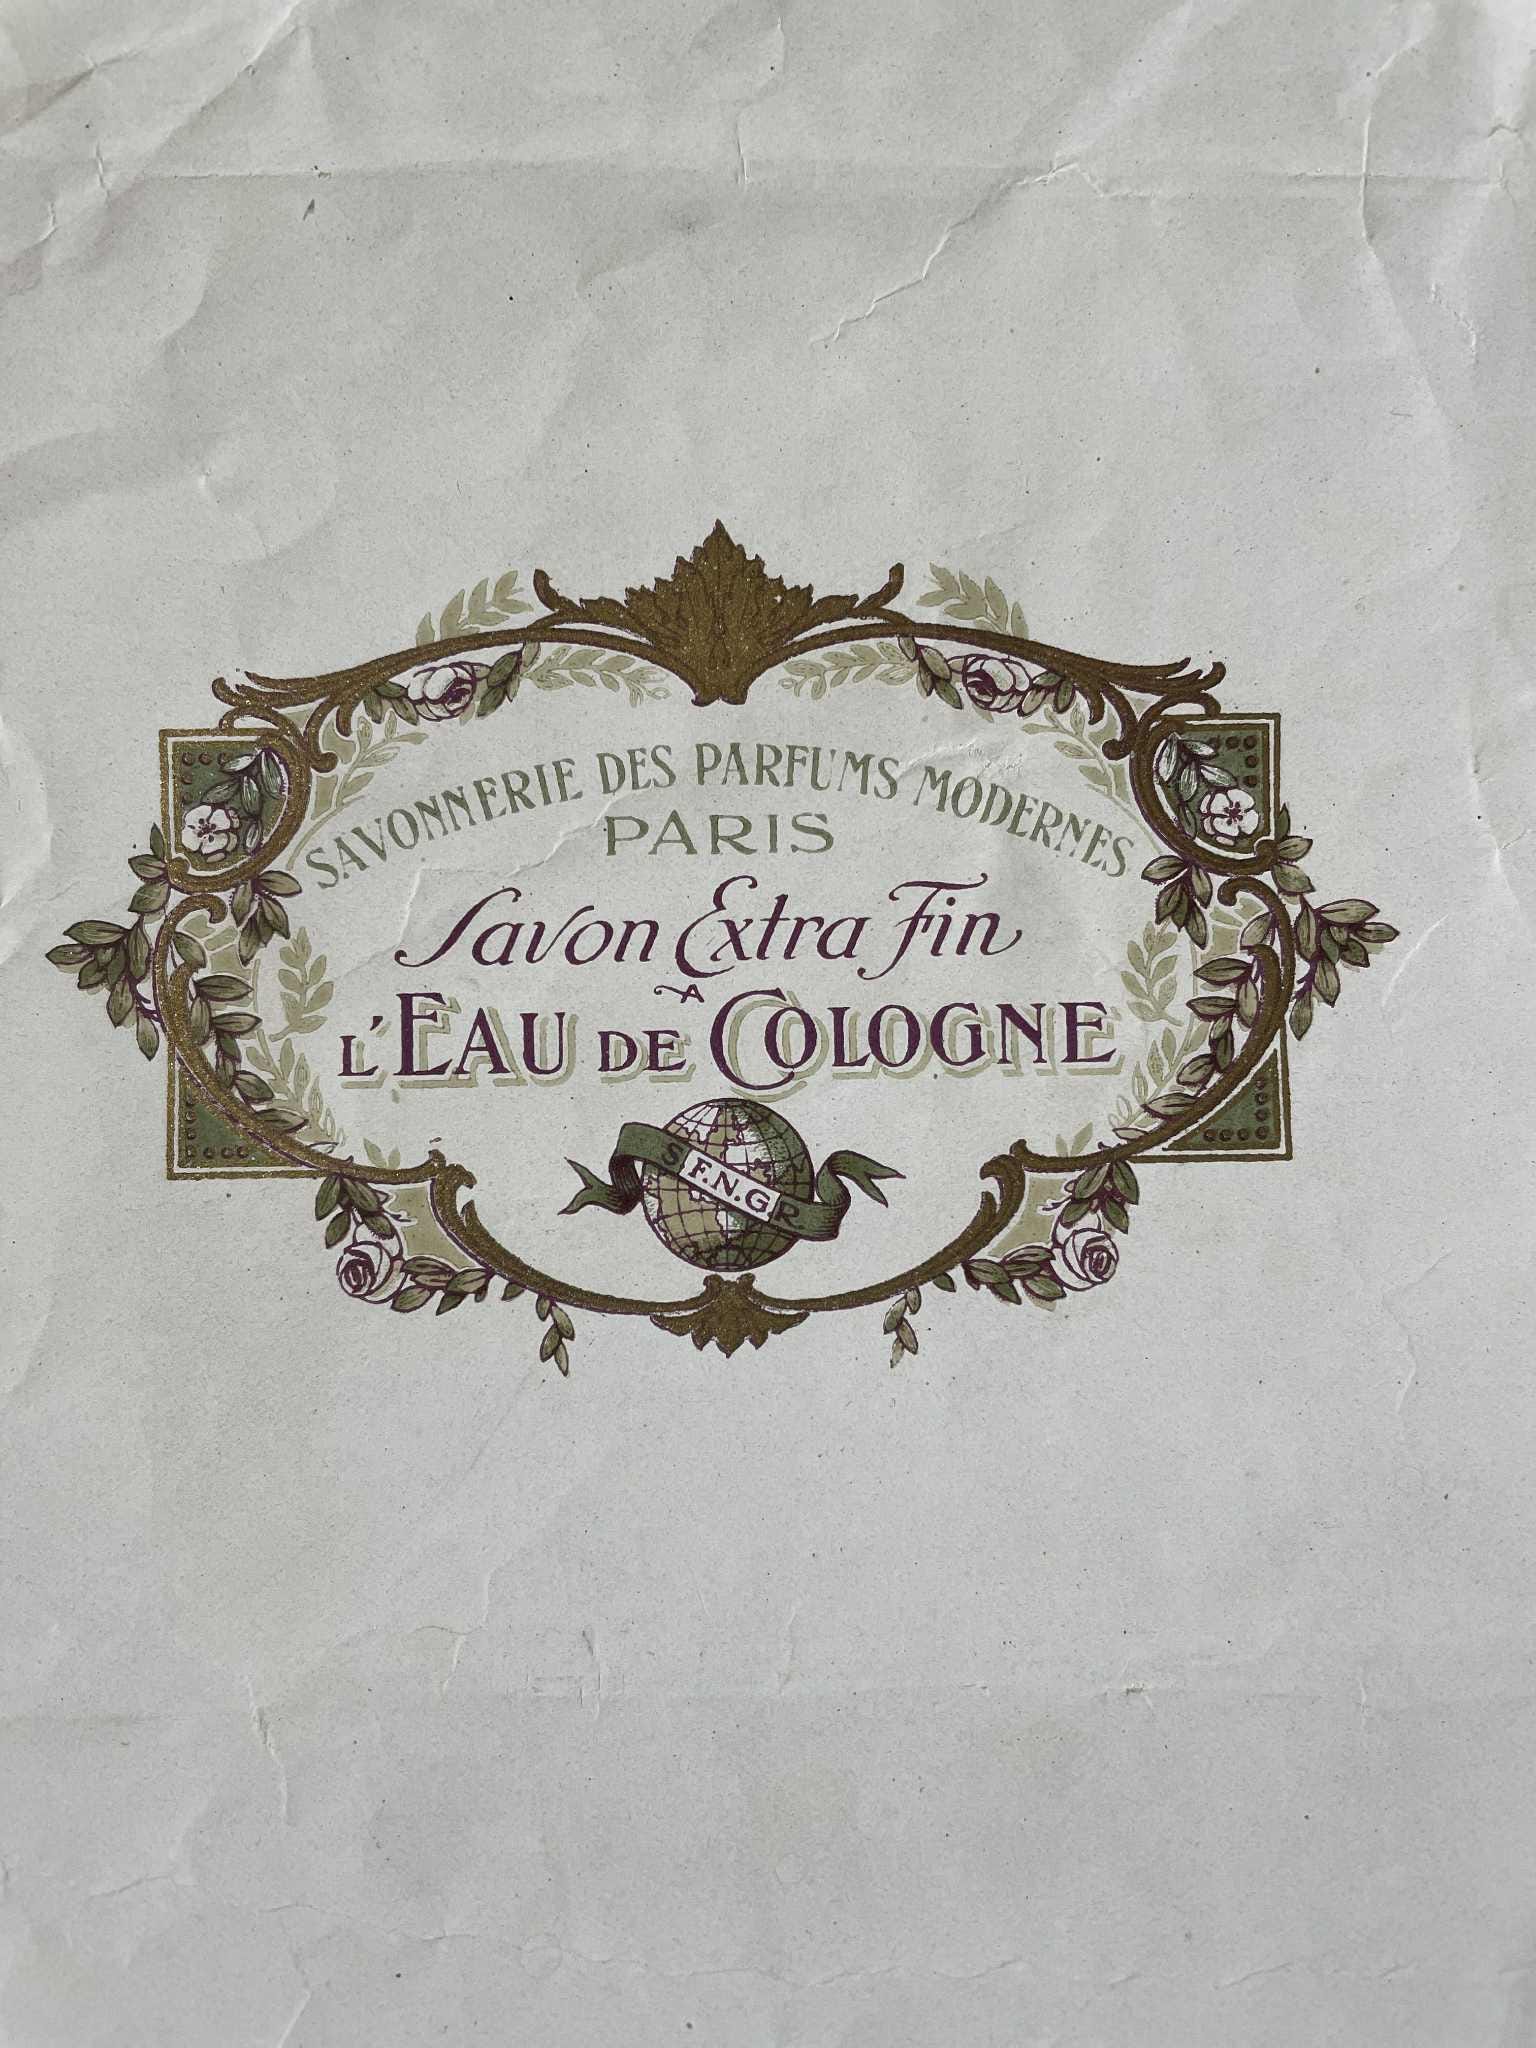 SAVONNERIE DES PARFUMS MODERNES
PARIS
Savon Extra Fin
A
L'EAU DE COLOGNE
S.F.N.G.R.